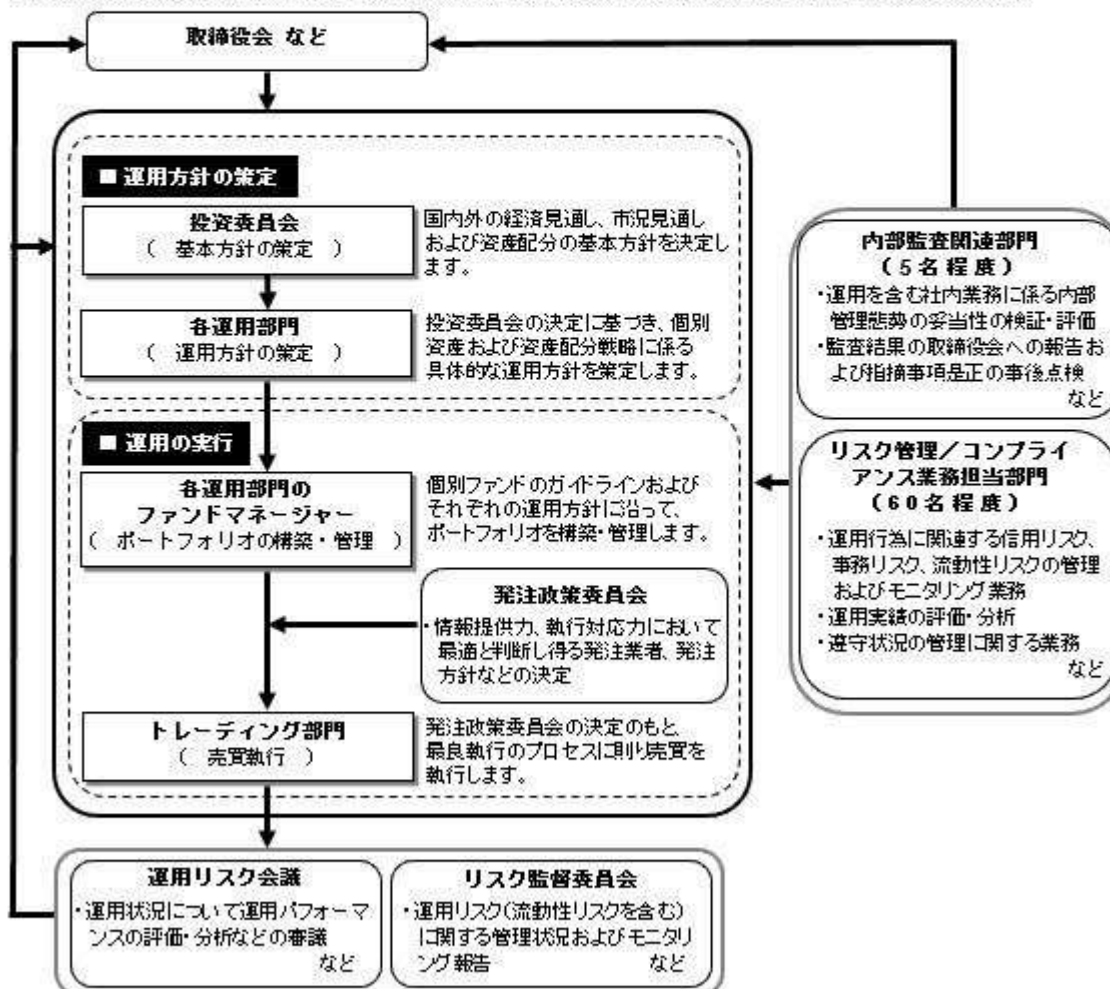 取締役会 など
■ 運用方針の策定
投資委員会
（ 基本方針の策定 ）
国内外の経済見通し、市況見通し
および資産配分の基本方針を決定し
ます。
各運用部門
（ 運用方針の策定 ）
投資委員会の決定に基づき、個別
資産および資産配分戦略に係る
具体的な運用方針を策定します。
■ 運用の実行
各運用部門の
ファンドマネージャー
（ ポートフォリオの構築・管理 ）
個別ファンドのガイドラインおよび
それぞれの運用方針に沿って、
ポートフォリオを構築・管理します。
発注政策委員会
・情報提供力、執行対応力において
最適と判断し得る発注業者、発注
方針などの決定
トレーディング部門
（ 売買執行 ）
発注政策委員会の決定のもと、
最良執行のプロセスに則り売買を
執行します。
内部監査関連部門
（５名程度）
・運用を含む社内業務に係る内部
管理態勢の妥当性の検証・評価
・監査結果の取締役会への報告お
よび指摘事項是正の事後点検
など
リスク管理／コンプライ
アンス業務担当部門
（６０名程度）
・運用行為に関連する信用リスク、
事務リスク、流動性リスクの管理
およびモニタリング業務
・運用実績の評価・分析
・遵守状況の管理に関する業務
など
運用リスク会議
・運用状況について運用パフォーマ
ンスの評価・分析などの審議
など
リスク監督委員会
・運用リスク(流動性リスクを含む)
に関する管理状況およびモニタリ
ング報告 など